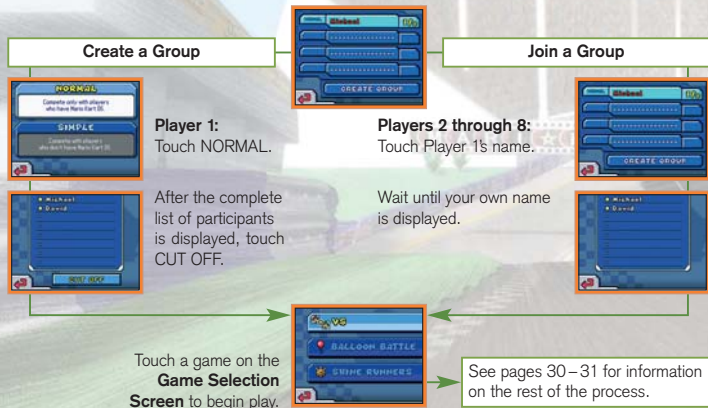 NORMAL Michael
CREATE GROUP
Create a Group
Join a Group
NORMAL
Compete only with players
who have Mario Kart DS.
SIMPLE
Compete with players
who don't have Mario Kart DS.
Player 1:
Touch NORMAL.
After the complete
list of participants
is displayed, touch
CUT OFF.
Michael
David
CUT OFF
Players 2 through 8:
Touch Player 1's name.
Wait until your own name
is displayed.
Michael
CREATE GROUP
Michael
David
VS
BALLOON BATTLE
SHINE RUNNERS
Touch a game on the
Game Selection
Screen to begin play.
See pages 30–31 for information
on the rest of the process.